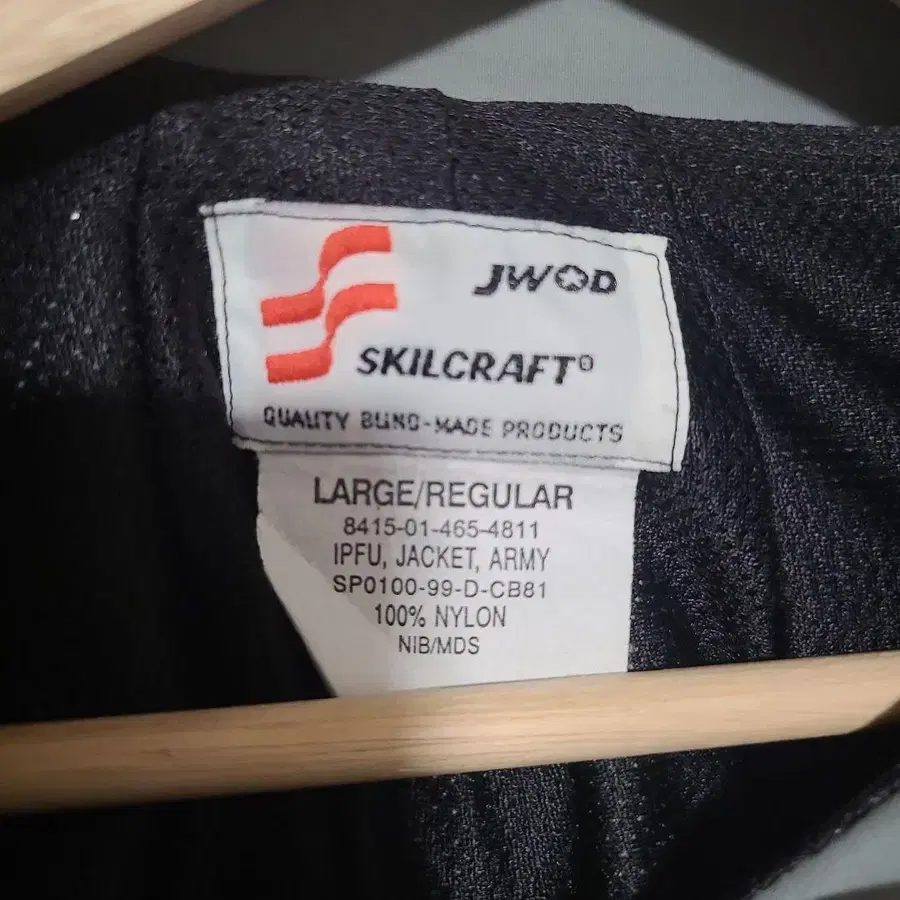 JWOD
SKILCRAFT®
QUALITY BLIND-MADE PRODUCTS
LARGE/REGULAR
8415-01-465-4811
IPFU, JACKET, ARMY
SP0100-99-D-CB81
100% NYLON
NIB/MDS